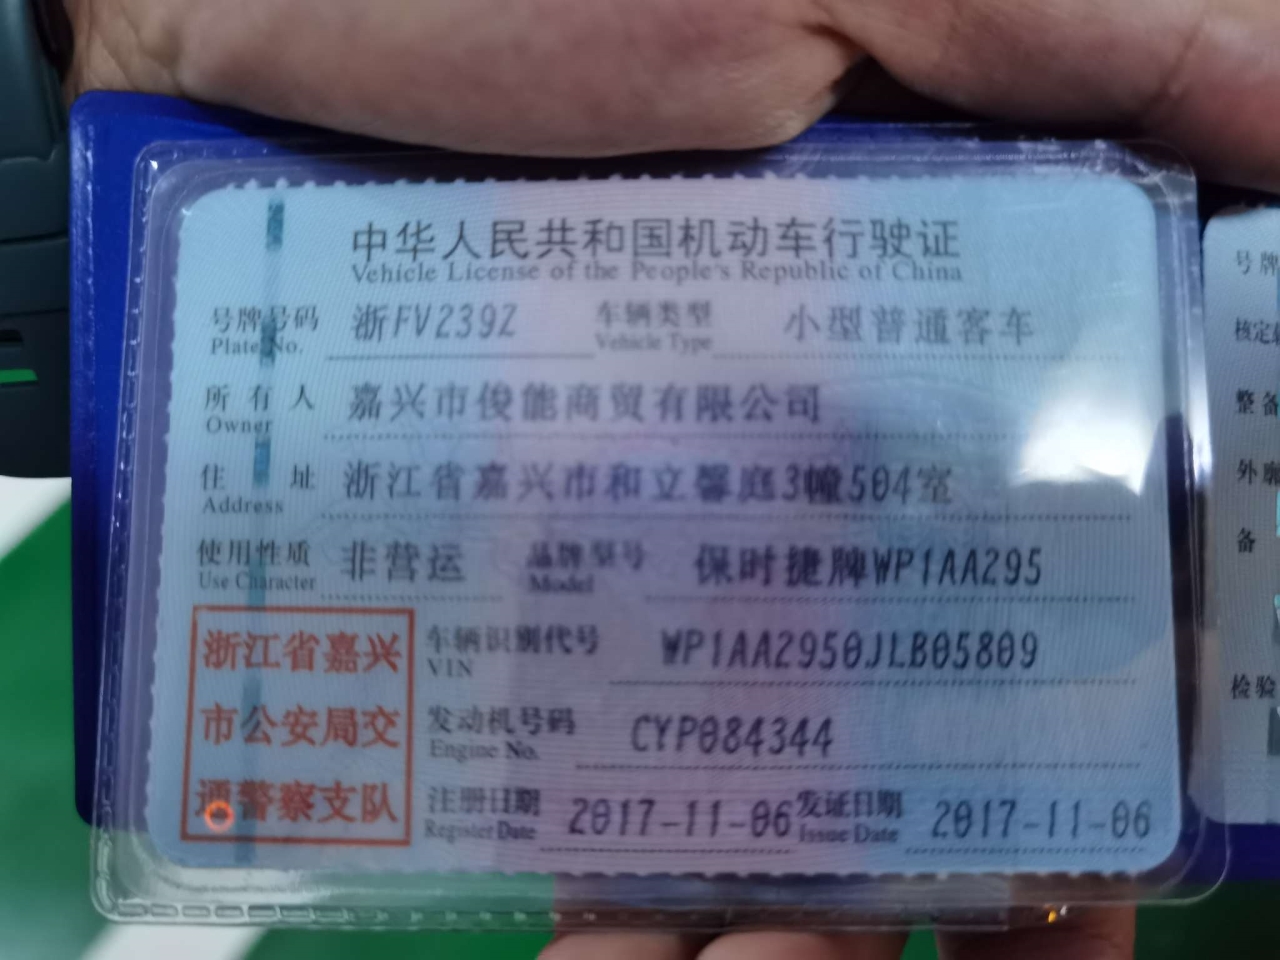 中华人民共和国机动车行驶证
Vehicle License of the People's Republic of China
号牌号码 浙FV239Z 车辆类型 小型普通客车
Plate No. Vehicle Type
所有人 嘉兴市俊能商贸有限公司
Owner
住址 浙江省嘉兴市和立馨庭3幢504室
Address
使用性质 非营运 品牌型号 保时捷牌WP1AA295
Use Character Model
浙江省嘉兴
市公安局交
通警察支队
车辆识别代号 WP1AA2950JLB05809
VIN
发动机号码 CYP084344
Engine No.
注册日期 2017-11-06 发证日期 2017-11-06
Register Date Issue Date
号牌
核定
整备
外廓
备
检验